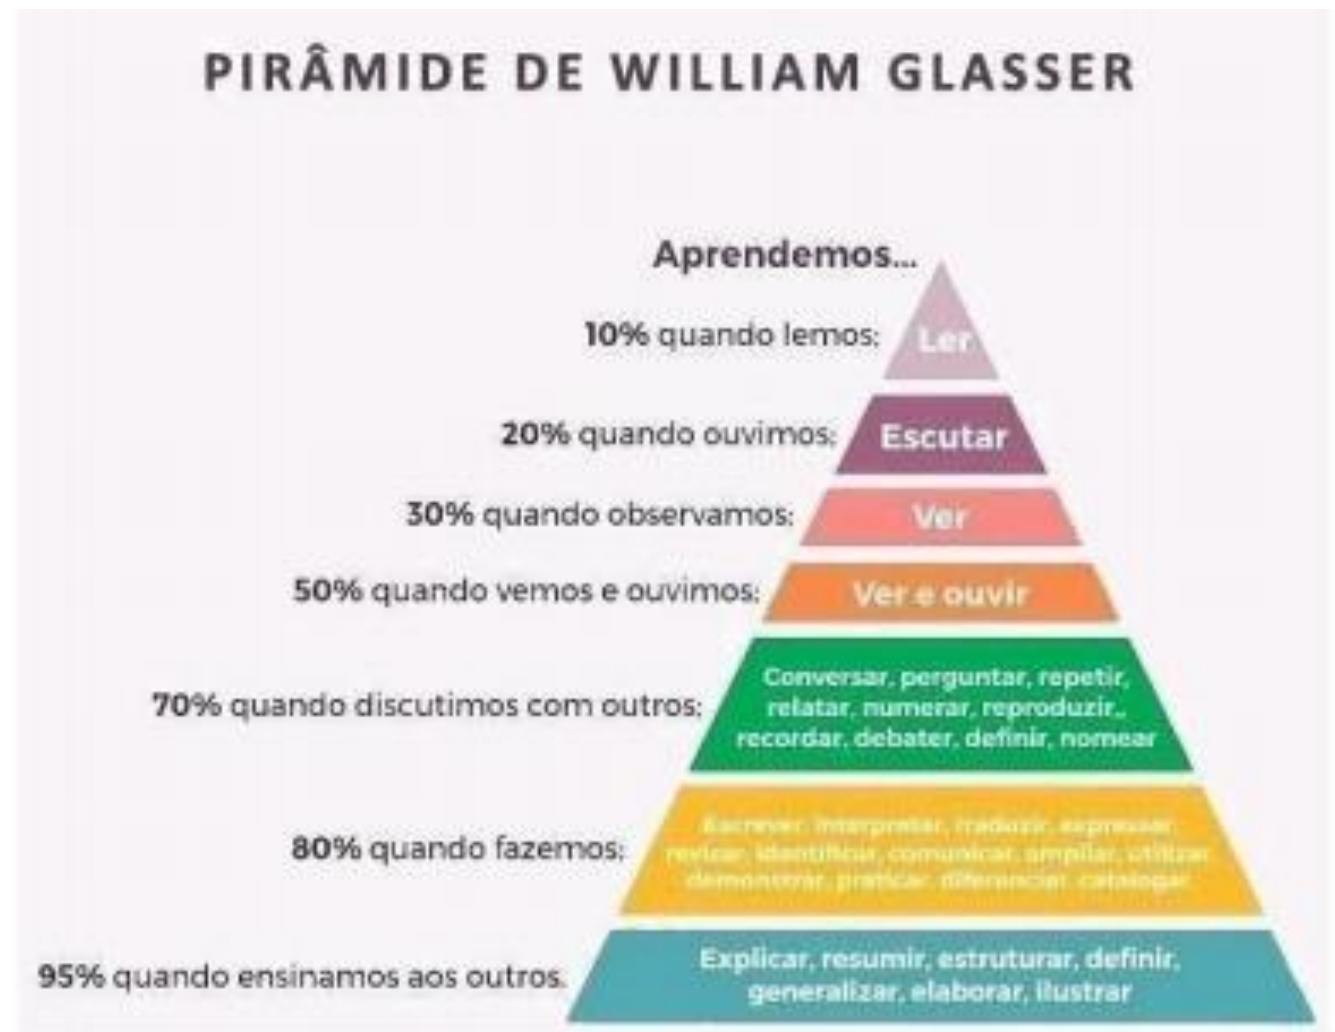 PIRÂMIDE DE WILLIAM GLASSER
Aprendemos...
10% quando lemos;
Ler
20% quando ouvimos;
Escutar
30% quando observamos;
Ver
50% quando vemos e ouvimos;
Ver e ouvir
70% quando discutimos com outros;
Conversar, perguntar, repetir,
relatar, numerar, reproduzir,,
recordar, debater, definir, nomear
80% quando fazemos;
Escrever, interpretar, traduzir, expressar,
revisar, identificar, comunicar, ampliar, utilizar
demonstrar, praticar, diferenciar, catalogar
95% quando ensinamos aos outros.
Explicar, resumir, estruturar, definir,
generalizar, elaborar, ilustrar